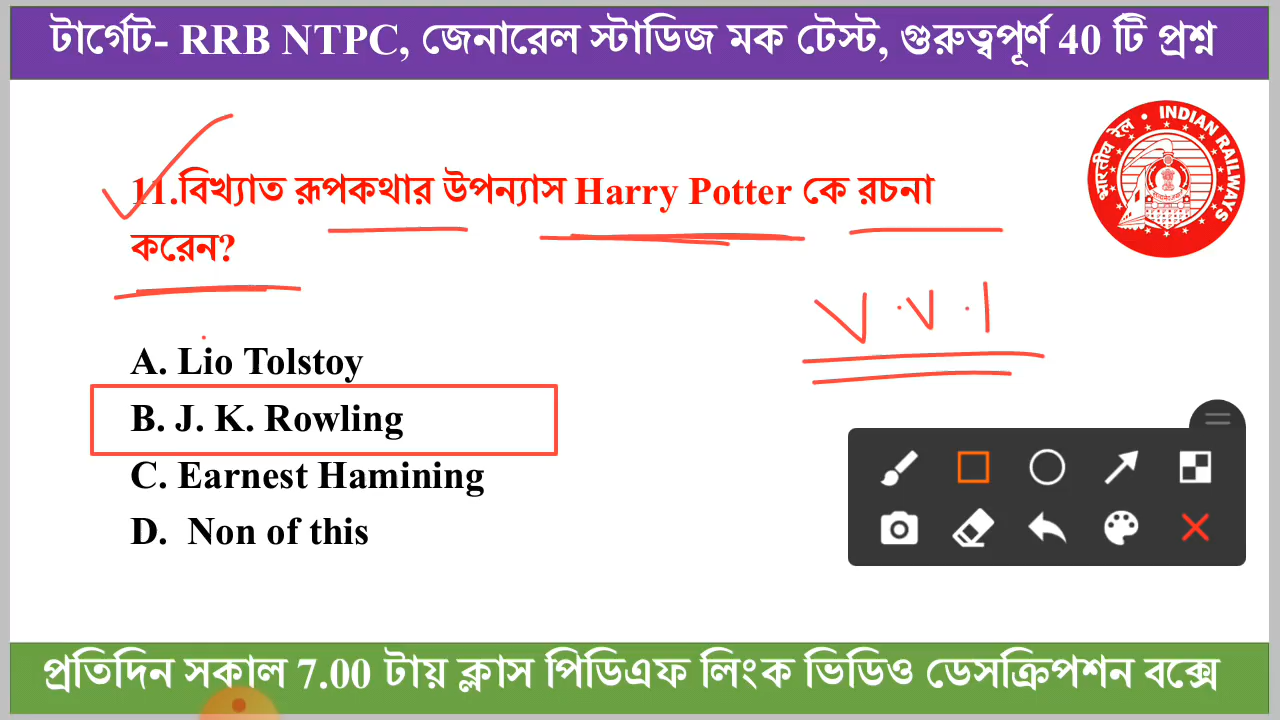 টার্গেট- RRB NTPC, জেনারেল স্টাডিজ মক টেস্ট, গুরুত্বপূর্ণ 40 টি প্রশ্ন
भारतीय रेल • INDIAN RAILWAYS
11.বিখ্যাত রূপকথার উপন্যাস Harry Potter কে রচনা
করেন?
V.V.I
A. Lio Tolstoy
B. J. K. Rowling
C. Earnest Hamining
D. Non of this
প্রতিদিন সকাল 7.00 টায় ক্লাস পিডিএফ লিংক ভিডিও ডেসক্রিপশন বক্সে